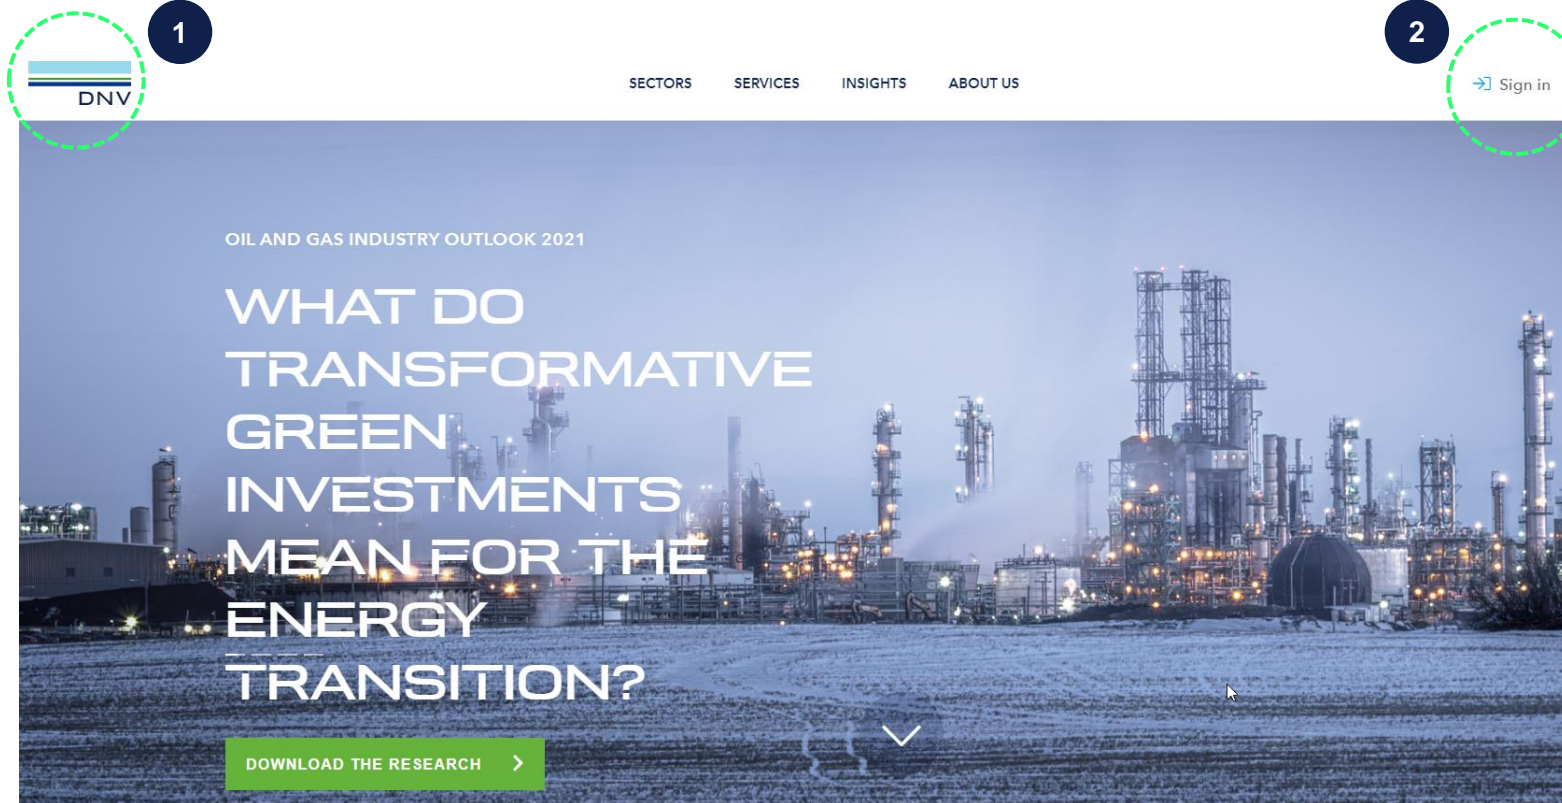 1
2
DNV
SECTORS SERVICES INSIGHTS ABOUT US
Sign in
OIL AND GAS INDUSTRY OUTLOOK 2021
WHAT DO
TRANSFORMATIVE
GREEN
INVESTMENTS
MEAN FOR THE
ENERGY
TRANSITION?
DOWNLOAD THE RESEARCH